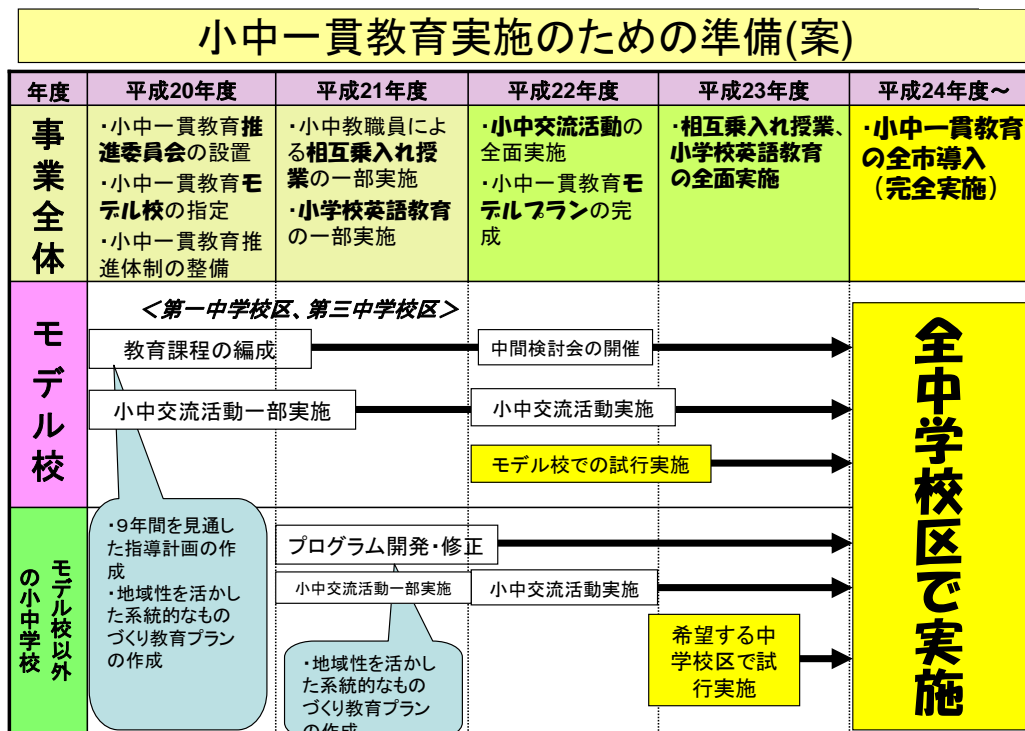 小中一貫教育実施のための準備(案)
年度
平成20年度
平成21年度
平成22年度
平成23年度
平成24年度～
事業全体
・小中一貫教育推
進委員会の設置
・小中一貫教育モ
デル校の指定
・小中一貫教育推
進体制の整備
・小中教職員によ
る相互乗入れ授
業の一部実施
・小学校英語教育
の一部実施
・小中交流活動の
全面実施
・小中一貫教育モ
デルプランの完
成
・相互乗入れ授業、
小学校英語教育
の全面実施
・小中一貫教育
の全市導入
（完全実施）
モデル校
＜第一中学校区、第三中学校区＞
教育課程の編成
中間検討会の開催
小中交流活動一部実施
小中交流活動実施
モデル校での試行実施
・9年間を見通し
た指導計画の作
成
・地域性を活かし
た系統的なもの
づくり教育プラン
の作成
モデル校以外
の小中学校
プログラム開発・修正
小中交流活動一部実施
小中交流活動実施
希望する中
学校区で試
行実施
・地域性を活かし
た系統的なもの
づくり教育プラン
の作成
全中学校区で実施